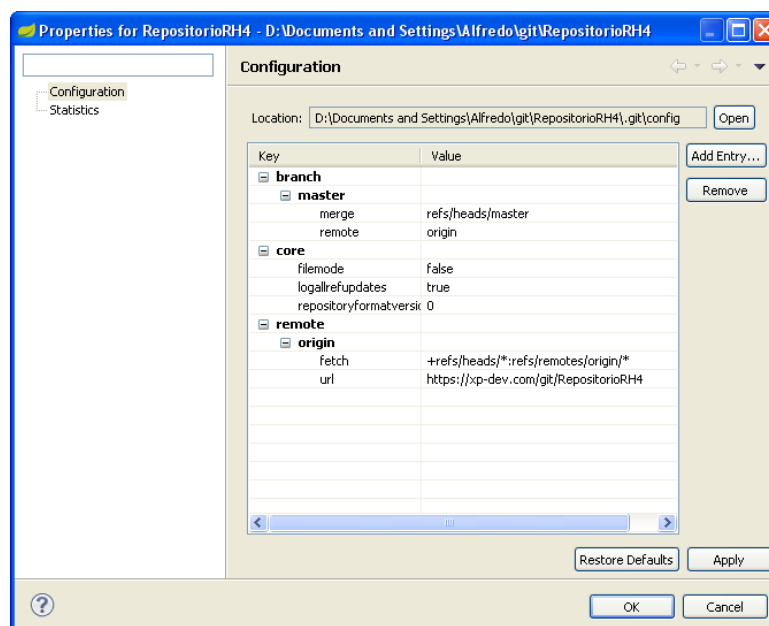 Properties for RepositorioRH4 - D:\Documents and Settings\Alfredo\git\RepositorioRH4
Configuration
Statistics
Configuration
Location: D:\Documents and Settings\Alfredo\git\RepositorioRH4\.git\config Open
Key Value
Add Entry...
Remove
branch
master
merge refs/heads/master
remote origin
core
filemode false
logallrefupdates true
repositoryformatversic 0
remote
origin
fetch +refs/heads/*:refs/remotes/origin/*
url https://xp-dev.com/git/RepositorioRH4
Restore Defaults Apply
? OK Cancel